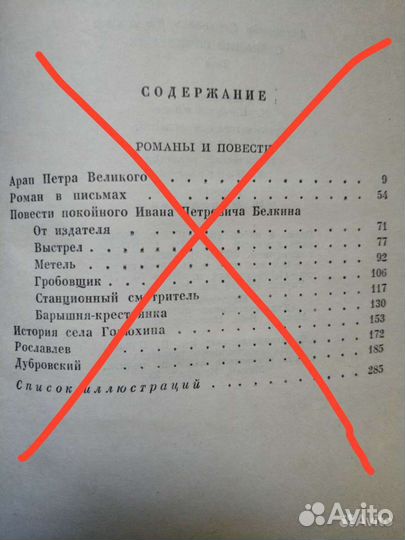 СОДЕРЖАНИЕ
РОМАНЫ И ПОВЕСТИ
Арап Петра Великого . . . . . . . . . . 9
Роман в письмах . . . . . . . . . . . 54
Повести покойного Ивана Петровича Белкина
От издателя . . . . . . . . . . . 71
Выстрел . . . . . . . . . . . . 77
Метель . . . . . . . . . . . . 92
Гробовщик . . . . . . . . . . . 106
Станционный смотритель . . . . . . . . 117
Барышня-крестьянка . . . . . . . . . 130
История села Горюхина . . . . . . . . . 153
Рославлев . . . . . . . . . . . . 172
Дубровский . . . . . . . . . . . . 185
Список иллюстраций . . . . . . . . . 285
Avito